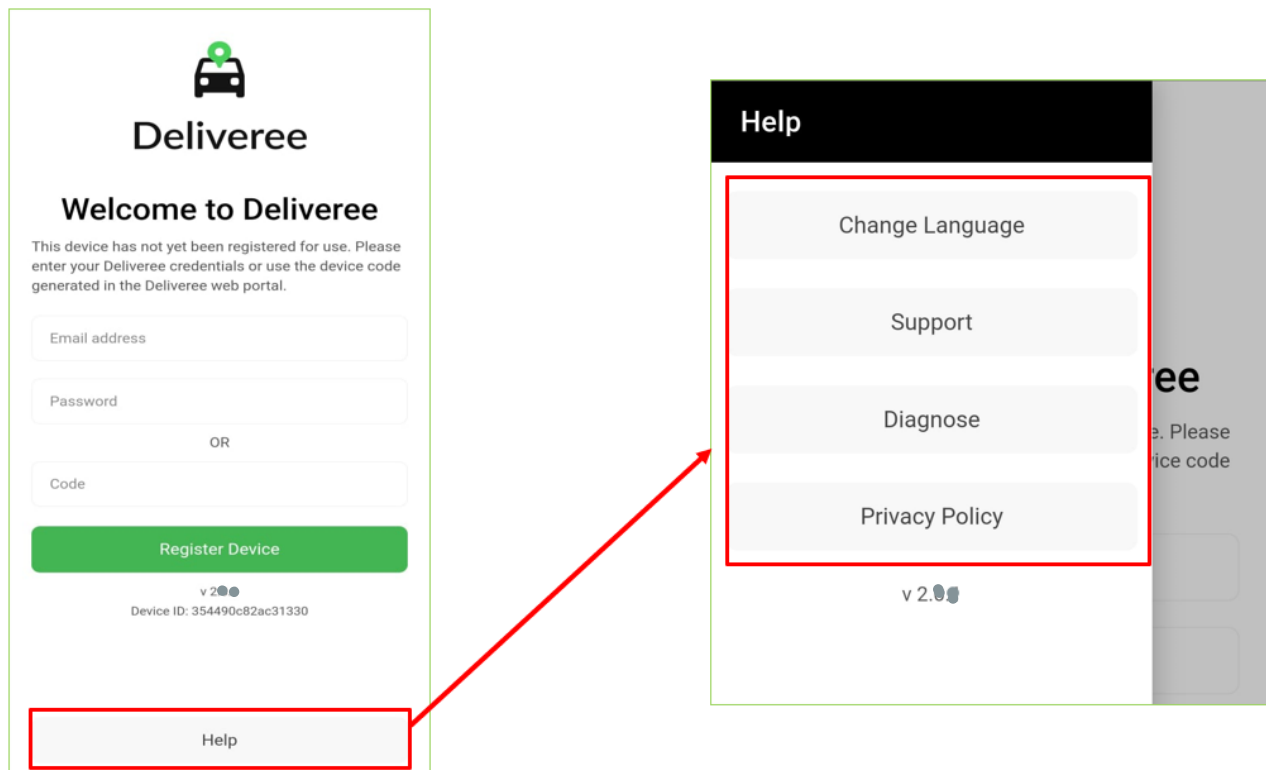 Deliveree
Welcome to Deliveree
This device has not yet been registered for use. Please
enter your Deliveree credentials or use the device code
generated in the Deliveree web portal.
Email address
Password
OR
Code
Register Device
v 2
Device ID: 354490c82ac31330
Help
Help
Change Language
Support
Diagnose
Privacy Policy
v 2.
ee
e. Please
ice code